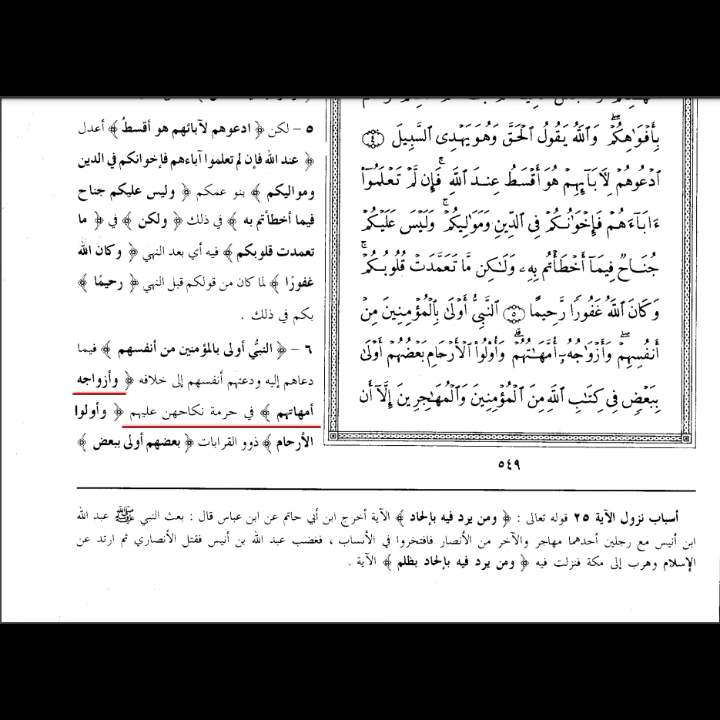 بِأَفْوَٰهِكُمْ ۖ وَٱللَّهُ يَقُولُ ٱلْحَقَّ وَهُوَ يَهْدِى ٱلسَّبِيلَ ﴿٤﴾
ٱدْعُوهُمْ لِـَٔابَآئِهِمْ هُوَ أَقْسَطُ عِندَ ٱللَّهِ ۚ فَإِن لَّمْ تَعْلَمُوٓا۟
ءَابَآءَهُمْ فَإِخْوَٰنُكُمْ فِى ٱلدِّينِ وَمَوَٰلِيكُمْ ۚ وَلَيْسَ عَلَيْكُمْ
جُنَاحٌ فِيمَآ أَخْطَأْتُم بِهِۦ وَلَـٰكِن مَّا تَعَمَّدَتْ قُلُوبُكُمْ ۚ
وَكَانَ ٱللَّهُ غَفُورًا رَّحِيمًا ﴿٥﴾ ٱلنَّبِىُّ أَوْلَىٰ بِٱلْمُؤْمِنِينَ مِنْ
أَنفُسِهِمْ ۖ وَأَزْوَٰجُهُۥٓ أُمَّهَـٰتُهُمْ ۗ وَأُو۟لُوا۟ ٱلْأَرْحَامِ بَعْضُهُمْ أَوْلَىٰ
بِبَعْضٍ فِى كِتَـٰبِ ٱللَّهِ مِنَ ٱلْمُؤْمِنِينَ وَٱلْمُهَـٰجِرِينَ إِلَّآ أَن
٥٤٩
٥ – لكن ﴿ ادعوهم لآبائهم هو أقسطُ ﴾ أعدل
﴿ عند الله فإن لم تعلموا آباءهم فإخوانكم في الدين
ومواليكم ﴾ بنو عمكم ﴿ وليس عليكم جناح
فيما أخطأتم به ﴾ في ذلك ﴿ ولكن ﴾ في ﴿ ما
تعمدت قلوبكم ﴾ فيه أي بعد النهي ﴿ وكان الله
غفورًا ﴾ لما كان من قولكم قبل النهي ﴿ رحيمًا ﴾
بكم في ذلك .
٦ – ﴿ النبيُّ أولى بالمؤمنين من أنفسهم ﴾ فيما
دعاهم إليه ودعتهم أنفسهم إلى خلافه ﴿ وأزواجه
أمهاتهم ﴾ في حرمة نكاحهن عليهم ﴿ وأولوا
الأرحام ﴾ ذوو القرابات ﴿ بعضهم أولى ببعض ﴾
أسباب نزول الآية ٢٥ قوله تعالى : ﴿ ومن يرد فيه بإلحاد ﴾ الآية أخرج ابن أبي حاتم عن ابن عباس قال : بعث النبي ﷺ عبد الله
ابن أنيس مع رجلين أحدهما مهاجر والآخر من الأنصار فافتخروا في الأنساب ، فغضب عبد الله بن أنيس فقتل الأنصاري ثم ارتد عن
الإسلام وهرب إلى مكة فنزلت فيه ﴿ ومن يرد فيه بإلحاد بظلم ﴾ الآية .